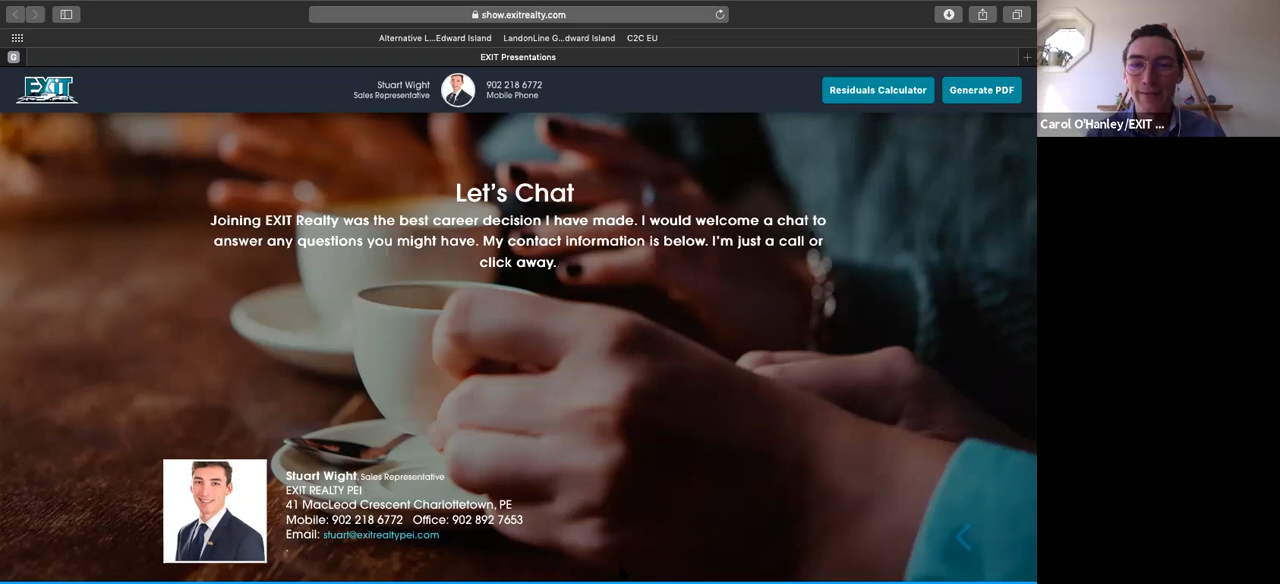 show.exitrealty.com
Alternative L...Edward Island LandonLine G...dward Island C2C EU
G
EXIT Presentations
EXIT
Stuart Wight
Sales Representative
902 218 6772
Mobile Phone
Residuals Calculator
Generate PDF
Carol O'Hanley/EXIT ...
Let's Chat
Joining EXIT Realty was the best career decision I have made. I would welcome a chat to
answer any questions you might have. My contact information is below. I'm just a call or
click away.
Stuart Wight, Sales Representative
EXIT REALTY PEI
41 MacLeod Crescent Charlottetown, PE
Mobile: 902 218 6772 Office: 902 892 7653
Email: stuart@exitrealtypei.com
.